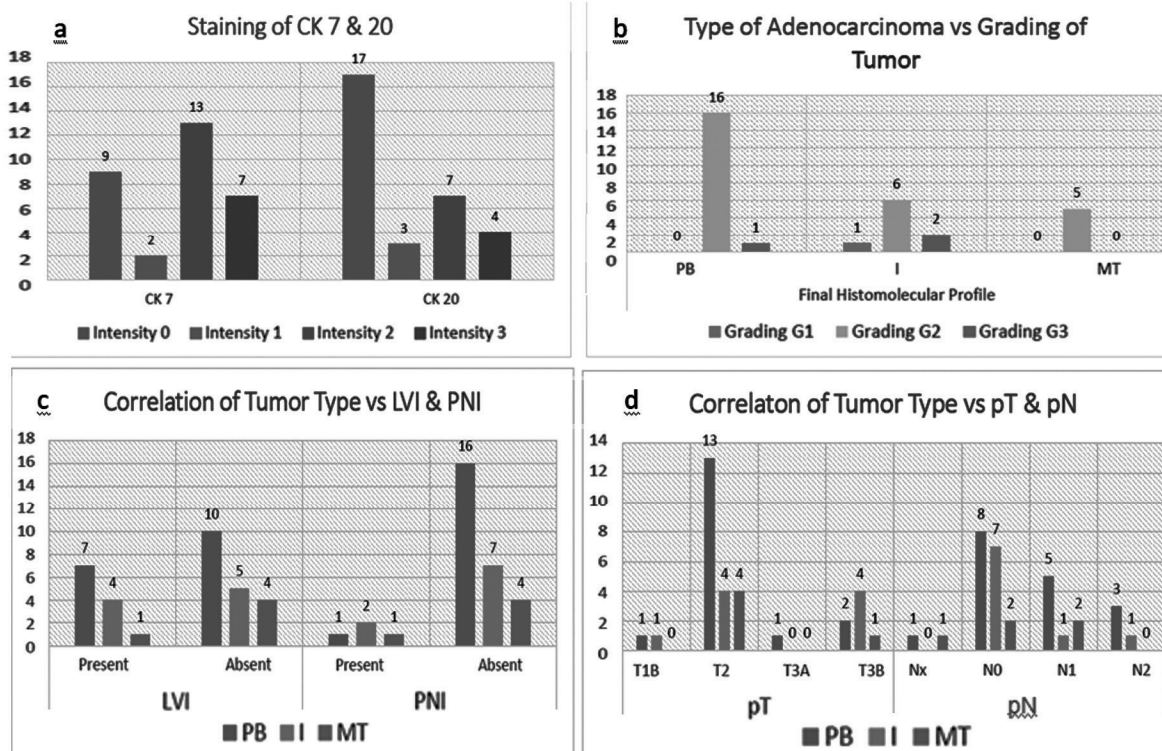 a
Staining of CK 7 & 20
18
16
14
12
10
8
6
4
2
0
9
2
13
7
17
3
7
4
CK 7
CK 20
Intensity 0
Intensity 1
Intensity 2
Intensity 3
b
Type of Adenocarcinoma vs Grading of
Tumor
18
16
14
12
10
8
6
4
2
0
0
16
1
1
6
2
0
5
0
PB
I
MT
Final Histomolecular Profile
Grading G1
Grading G2
Grading G3
c
Correlation of Tumor Type vs LVI & PNI
18
16
14
12
10
8
6
4
2
0
7
4
1
10
5
4
1
2
1
16
7
4
Present
Absent
Present
Absent
LVI
PNI
PB
I
MT
d
Correlaton of Tumor Type vs pT & pN
14
12
10
8
6
4
2
0
1
1
0
13
4
4
1
0
0
2
4
1
1
0
1
8
7
2
5
1
2
3
1
0
T1B
T2
T3A
T3B
Nx
N0
N1
N2
pT
pN
PB
I
MT